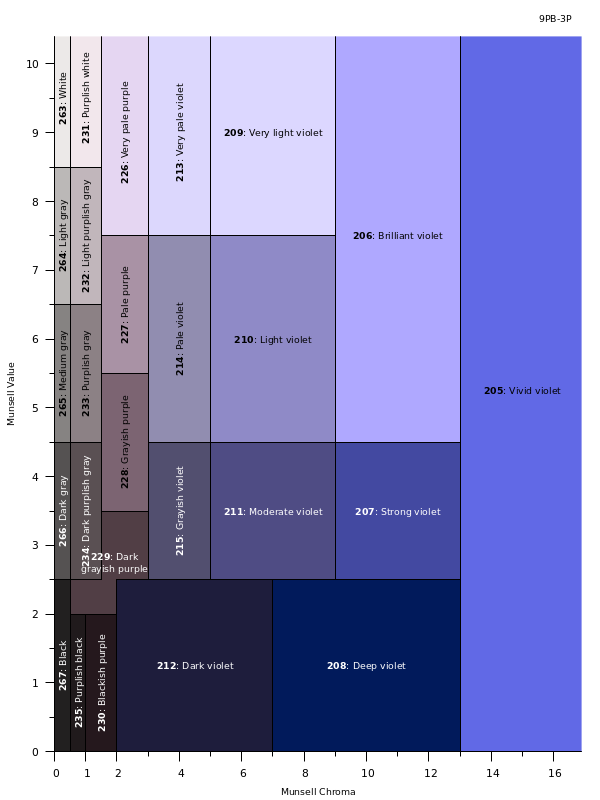 9PB-3P
10
9
8
7
6
5
4
3
2
1
0
Munsell Value
263: White
231: Purplish white
226: Very pale purple
213: Very pale violet
209: Very light violet
206: Brilliant violet
205: Vivid violet
264: Light gray
232: Light purplish gray
227: Pale purple
214: Pale violet
210: Light violet
265: Medium gray
233: Purplish gray
228: Grayish purple
266: Dark gray
234: Dark purplish gray
229: Dark
grayish purple
215: Grayish violet
211: Moderate violet
207: Strong violet
267: Black
235: Purplish black
230: Blackish purple
212: Dark violet
208: Deep violet
0 1 2 4 6 8 10 12 14 16
Munsell Chroma